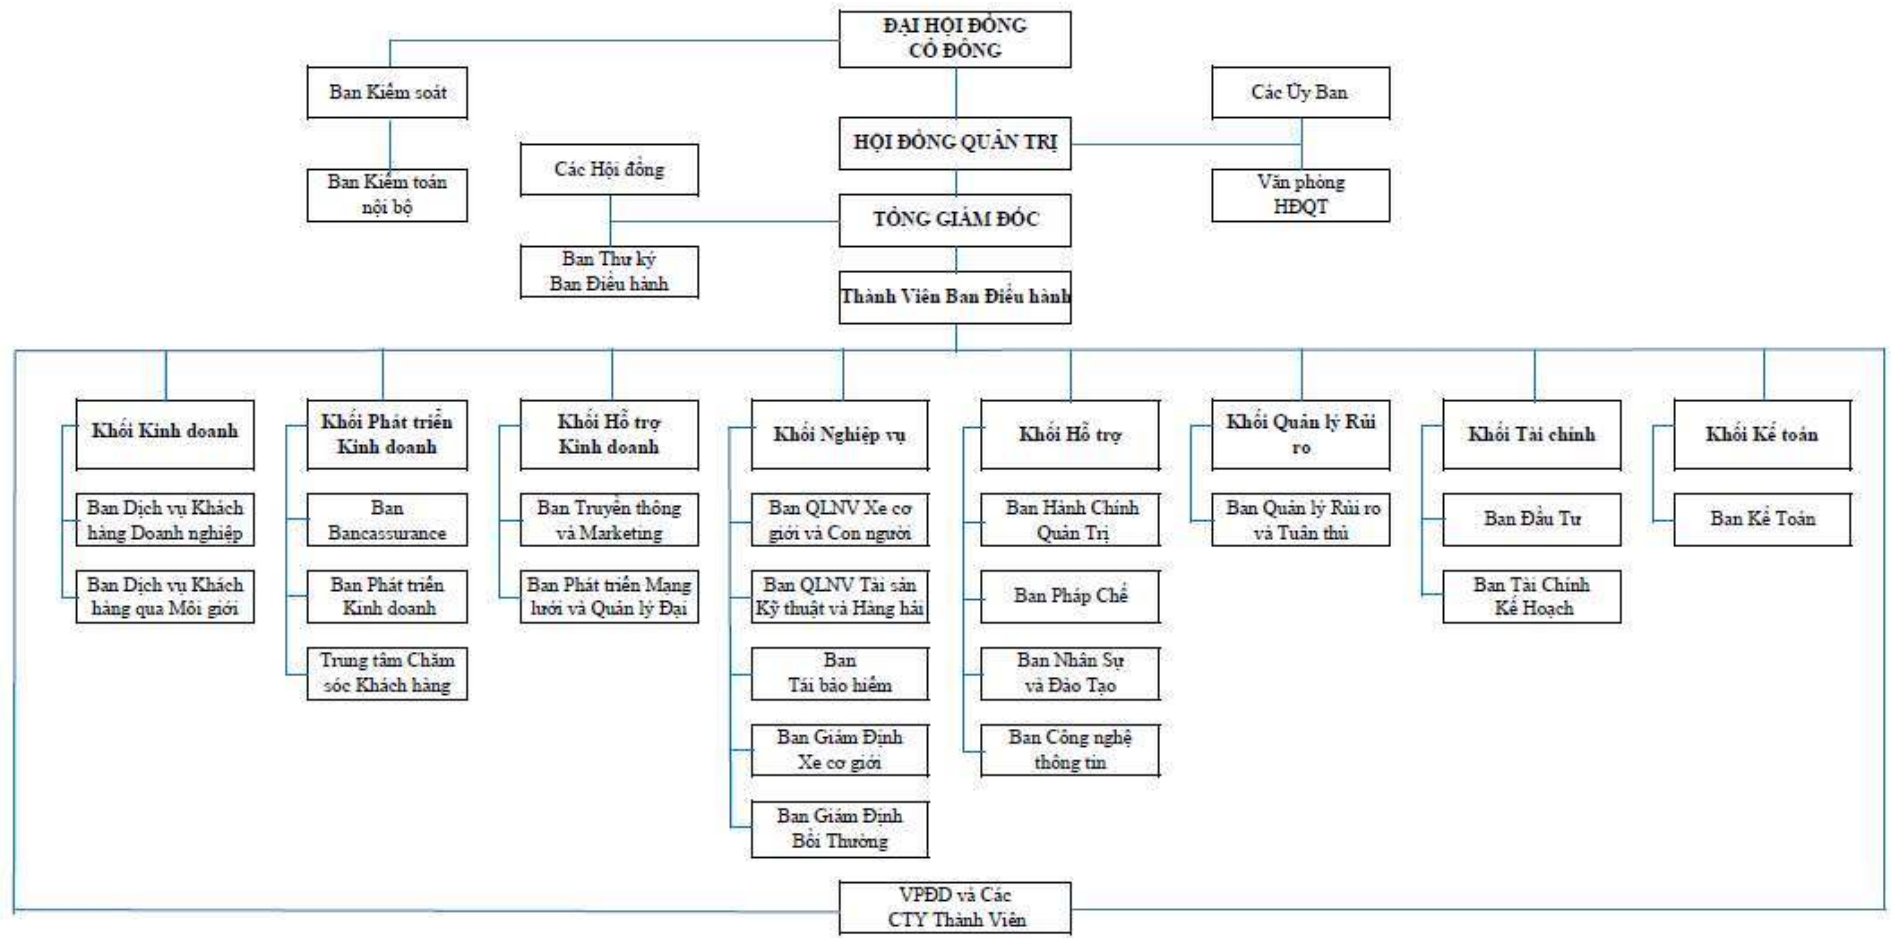 ĐẠI HỘI ĐỒNG
CỔ ĐÔNG
Ban Kiểm soát
Các Ủy Ban
HỘI ĐỒNG QUẢN TRỊ
Các Hội đồng
Ban Kiểm toán
nội bộ
Văn phòng
HĐQT
TỔNG GIÁM ĐỐC
Ban Thư ký
Ban Điều hành
Thành Viên Ban Điều hành
Khối Kinh doanh
Ban Dịch vụ Khách
hàng Doanh nghiệp
Ban Dịch vụ Khách
hàng qua Môi giới
Khối Phát triển
Kinh doanh
Ban
Bancassurance
Ban Phát triển
Kinh doanh
Trung tâm Chăm
sóc Khách hàng
Khối Hỗ trợ
Kinh doanh
Ban Truyền thông
và Marketing
Ban Phát triển Mạng
lưới và Quản lý Đại
Khối Nghiệp vụ
Ban QLNV Xe cơ
giới và Con người
Ban QLNV Tài sản
Kỹ thuật và Hàng hải
Ban
Tái bảo hiểm
Ban Giám Định
Xe cơ giới
Ban Giám Định
Bồi Thường
Khối Hỗ trợ
Ban Hành Chính
Quản Trị
Ban Pháp Chế
Ban Nhân Sự
và Đào Tạo
Ban Công nghệ
thông tin
Khối Quản lý Rủi
ro
Ban Quản lý Rủi ro
và Tuân thủ
Khối Tài chính
Ban Đầu Tư
Ban Tài Chính
Kế Hoạch
Khối Kế toán
Ban Kế Toán
VPĐD và Các
CTY Thành Viên